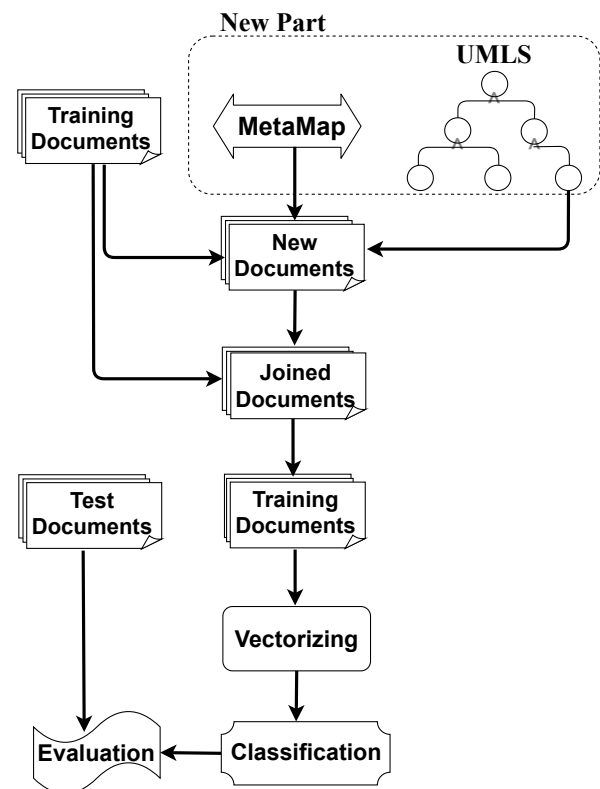 New Part
UMLS
Training
Documents
MetaMap
New
Documents
Joined
Documents
Test
Documents
Training
Documents
Vectorizing
Evaluation
Classification